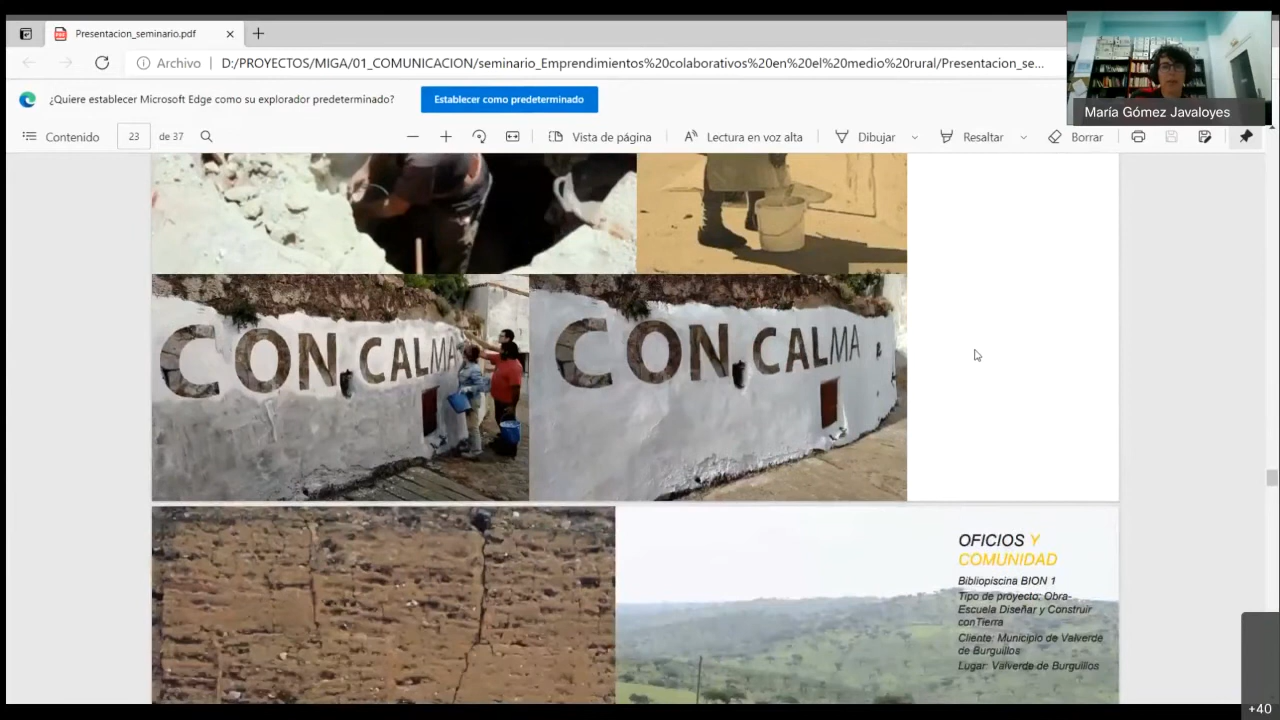 Presentacion_seminario.pdf
Archivo
D:/PROYECTOS/MIGA/01_COMUNICACION/seminario_Emprendimientos%20colaborativos%20en%20el%20medio%20rural/Presentacion_se...
María Gómez Javaloyes
¿Quiere establecer Microsoft Edge como su explorador predeterminado?
Establecer como predeterminado
Contenido
23
de 37
Vista de página
Lectura en voz alta
Dibujar
Resaltar
Borrar
CON CALMA
CON CALMA
OFICIOS Y
COMUNIDAD
Bibliopiscina BION 1
Tipo de proyecto: Obra-
Escuela Diseñar y Construir
conTierra
Cliente: Municipio de Valverde
de Burguillos
Lugar: Valverde de Burguillos
+40